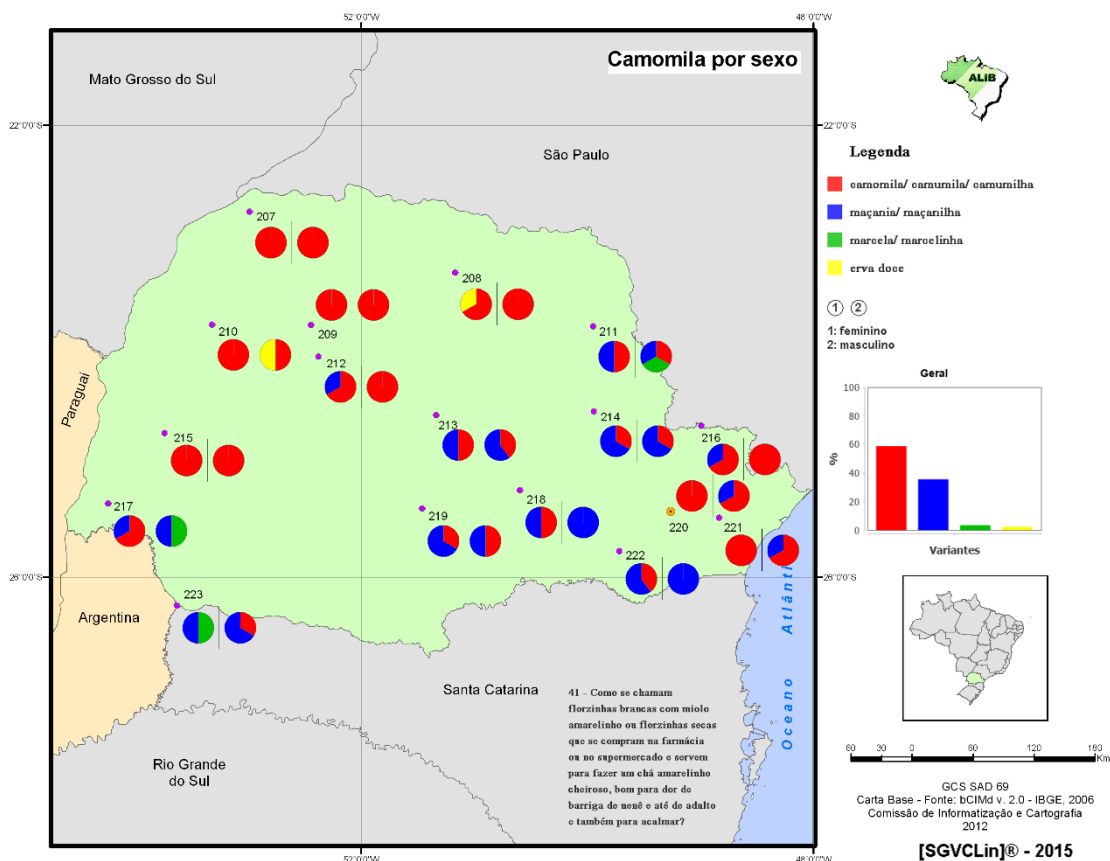 52°0'0"W
48°0'0"W
Camomila por sexo
Mato Grosso do Sul
22°0'0"S
22°0'0"S
São Paulo
ALiB
Legenda
camomila/ camumila/ camumilha
maçania/ maçanilha
marcela/ marcelinha
erva doce
1 2
1: feminino
2: masculino
207
208
209
210
211
212
213
214
215
216
217
218
219
220
221
222
223
Paraguai
Argentina
26°0'0"S
26°0'0"S
Oceano Atlânti
Santa Catarina
Rio Grande
do Sul
41 - Como se chamam
florzinhas brancas com miolo
amarelinho ou florzinhas secas
que se compram na farmácia
ou no supermercado e servem
para fazer um chá amarelinho
cheiroso, bom para dor de
barriga de nenê e até de adulto
e também para acalmar?
52°0'0"W
48°0'0"W
Geral
%
100
80
60
40
20
0
Variantes
60 30 0 60 120 180
Km
GCS SAD 69
Carta Base - Fonte: bCIMd v. 2.0 - IBGE, 2006
Comissão de Informatização e Cartografia
2012
[SGVCLin]® - 2015